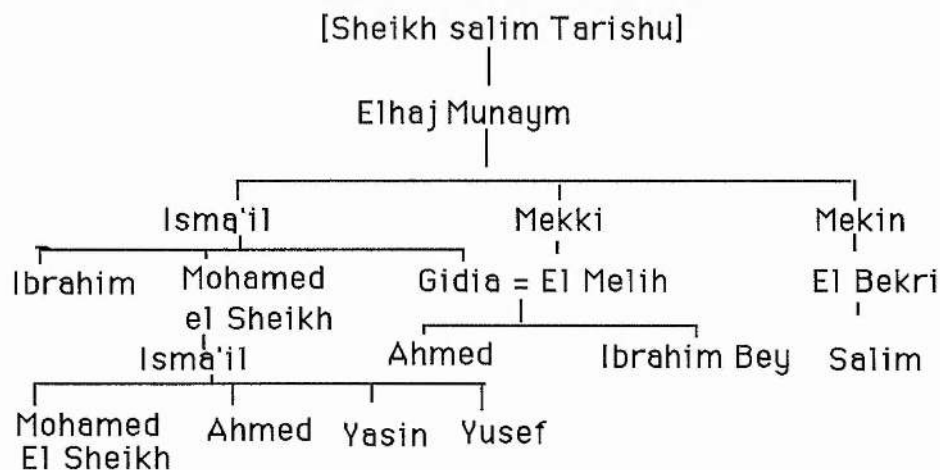 [Sheikh salim Tarishu]
Elhaj Munaym
Isma'il Mekki Mekin
Ibrahim Mohamed Gidia = El Melih El Bekri
el Sheikh
Isma'il Ahmed Ibrahim Bey Salim
Mohamed Ahmed Yasin Yusef
El Sheikh